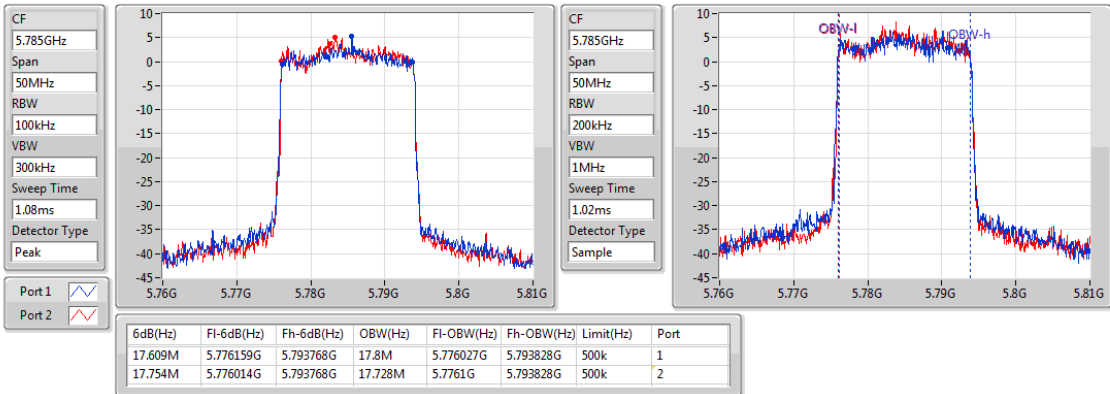 CF
5.785GHz
Span
50MHz
RBW
100kHz
VBW
300kHz
Sweep Time
1.08ms
Detector Type
Peak
Port 1
Port 2
10
5
0
-5
-10
-15
-20
-25
-30
-35
-40
-45
5.76G 5.77G 5.78G 5.79G 5.8G 5.81G
CF
5.785GHz
Span
50MHz
RBW
200kHz
VBW
1MHz
Sweep Time
1.02ms
Detector Type
Sample
OBW-l
OBW-h
10
5
0
-5
-10
-15
-20
-25
-30
-35
-40
-45
5.76G 5.77G 5.78G 5.79G 5.8G 5.81G
6dB(Hz) Fl-6dB(Hz) Fh-6dB(Hz) OBW(Hz) Fl-OBW(Hz) Fh-OBW(Hz) Limit(Hz) Port
17.609M 5.776159G 5.793768G 17.8M 5.776027G 5.793828G 500k 1
17.754M 5.776014G 5.793768G 17.728M 5.7761G 5.793828G 500k 2